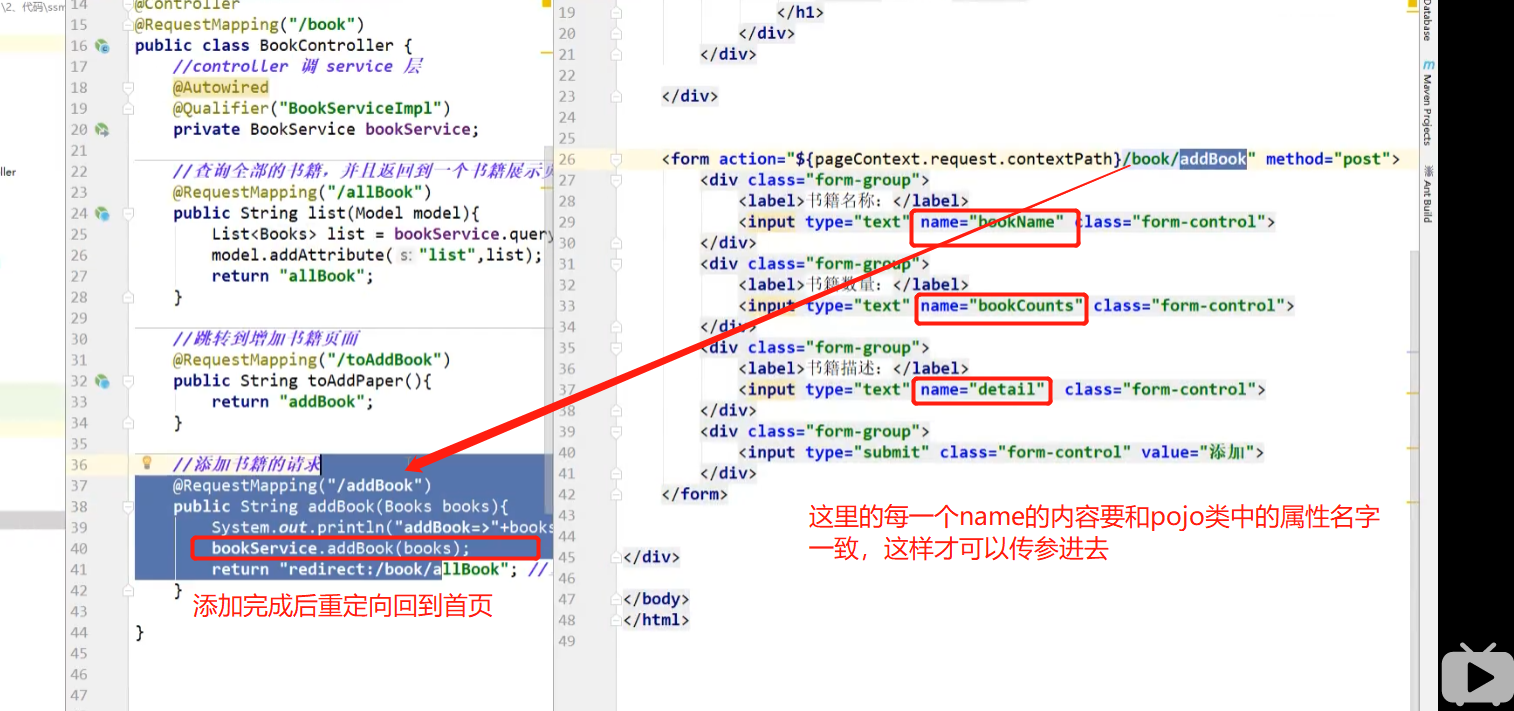 \2、代码\ssm
ller
14 @Controller
15 @RequestMapping("/book")
16 public class BookController {
17 //controller 调 service 层
18 @Autowired
19 @Qualifier("BookServiceImpl")
20 private BookService bookService;
21
22 //查询全部的书籍，并且返回到一个书籍展示页
23 @RequestMapping("/allBook")
24 public String list(Model model){
25 List<Books> list = bookService.query
26 model.addAttribute( s: "list",list);
27 return "allBook";
28 }
29
30 //跳转到增加书籍页面
31 @RequestMapping("/toAddBook")
32 public String toAddPaper(){
33 return "addBook";
34 }
35
36 //添加书籍的请求
37 @RequestMapping("/addBook")
38 public String addBook(Books books){
39 System.out.println("addBook=>"+books
40 bookService.addBook(books);
41 return "redirect:/book/allBook"; //
42 }
添加完成后重定向回到首页
43
44 }
45
46
47
19 </h1>
20 </div>
21 </div>
22
23 </div>
24
25
26 <form action="${pageContext.request.contextPath}/book/addBook" method="post">
27 <div class="form-group">
28 <label>书籍名称：</label>
29 <input type="text" name="bookName" class="form-control">
30 </div>
31 <div class="form-group">
32 <label>书籍数量：</label>
33 <input type="text" name="bookCounts" class="form-control">
34 </div>
35 <div class="form-group">
36 <label>书籍描述：</label>
37 <input type="text" name="detail" class="form-control">
38 </div>
39 <div class="form-group">
40 <input type="submit" class="form-control" value="添加">
41 </div>
42 </form>
43
44
45 </div>
46
47 </body>
48 </html>
49
这里的每一个name的内容要和pojo类中的属性名字
一致，这样才可以传参进去
Database
m Maven Projects
Ant Build